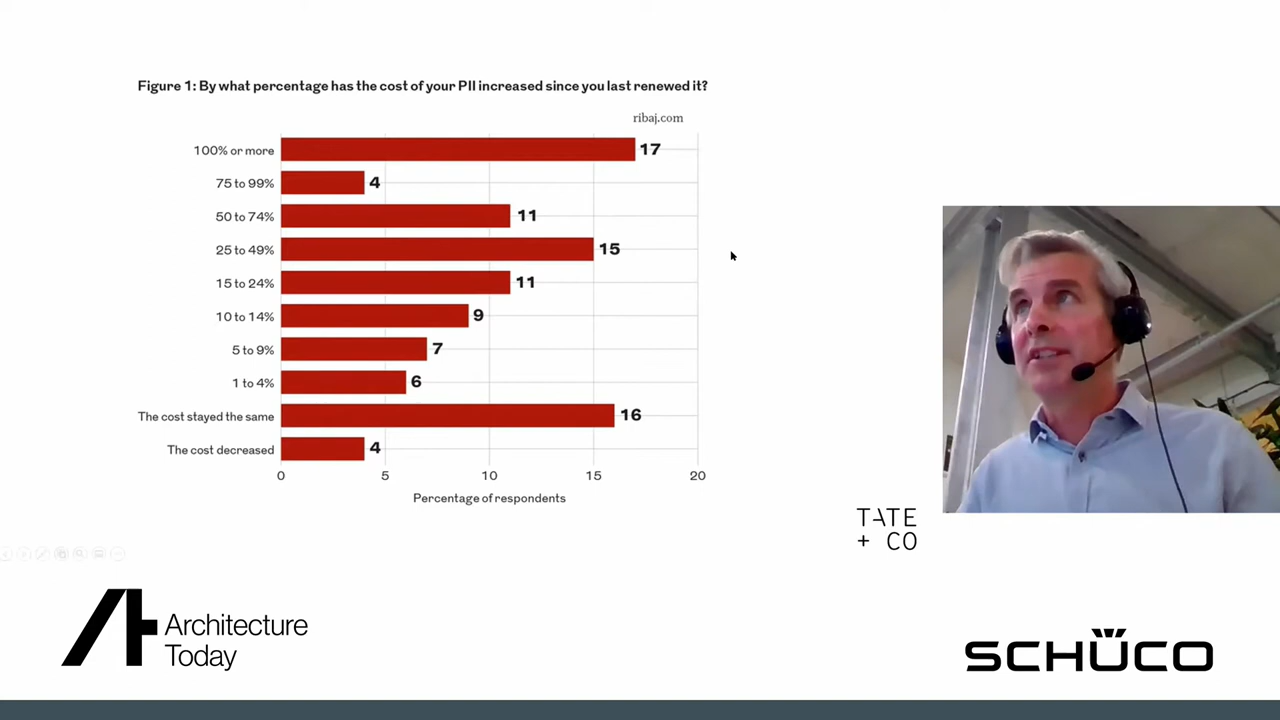 Figure 1: By what percentage has the cost of your PII increased since you last renewed it?
ribaj.com
100% or more 17
75 to 99% 4
50 to 74% 11
25 to 49% 15
15 to 24% 11
10 to 14% 9
5 to 9% 7
1 to 4% 6
The cost stayed the same 16
The cost decreased 4
0 5 10 15 20
Percentage of respondents
TATE
+ CO
Architecture
Today
SCHÜCO